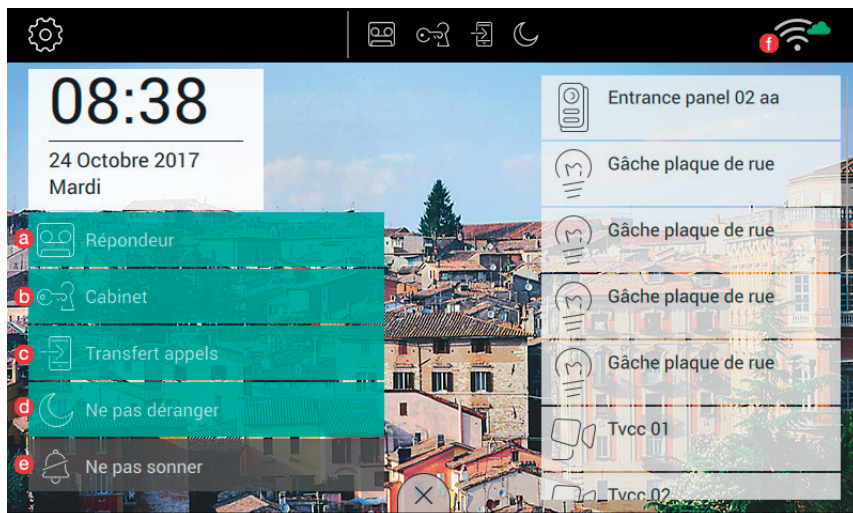 f
08:38
24 Octobre 2017
Mardi
a Répondeur
b Cabinet
c Transfert appels
d Ne pas déranger
e Ne pas sonner
Entrance panel 02 aa
Gâche plaque de rue
Gâche plaque de rue
Gâche plaque de rue
Gâche plaque de rue
Tvcc 01
Tvcc 02